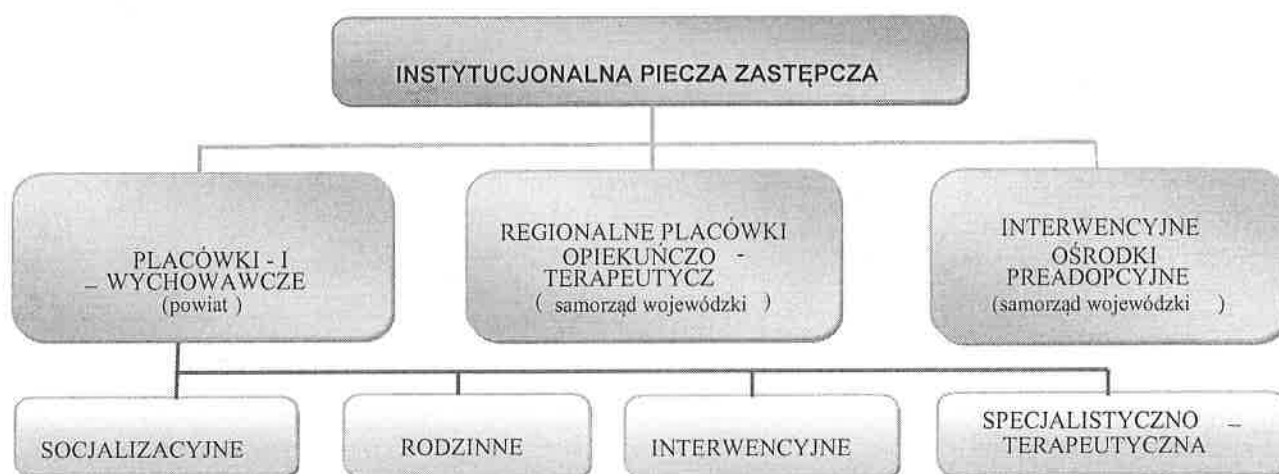 INSTYTUCJONALNA PIECZA ZASTĘPCZA
PLACÓWKI - I
– WYCHOWAWCZE
(powiat )
REGIONALNE PLACÓWKI
OPIEKUŃCZO -
TERAPEUTYCZ
( samorząd wojewódzki )
INTERWENCYJNE
OŚRODKI
PREADOPCYJNE
(samorząd wojewódzki )
SOCJALIZACYJNE
RODZINNE
INTERWENCYJNE
SPECJALISTYCZNO –
TERAPEUTYCZNA